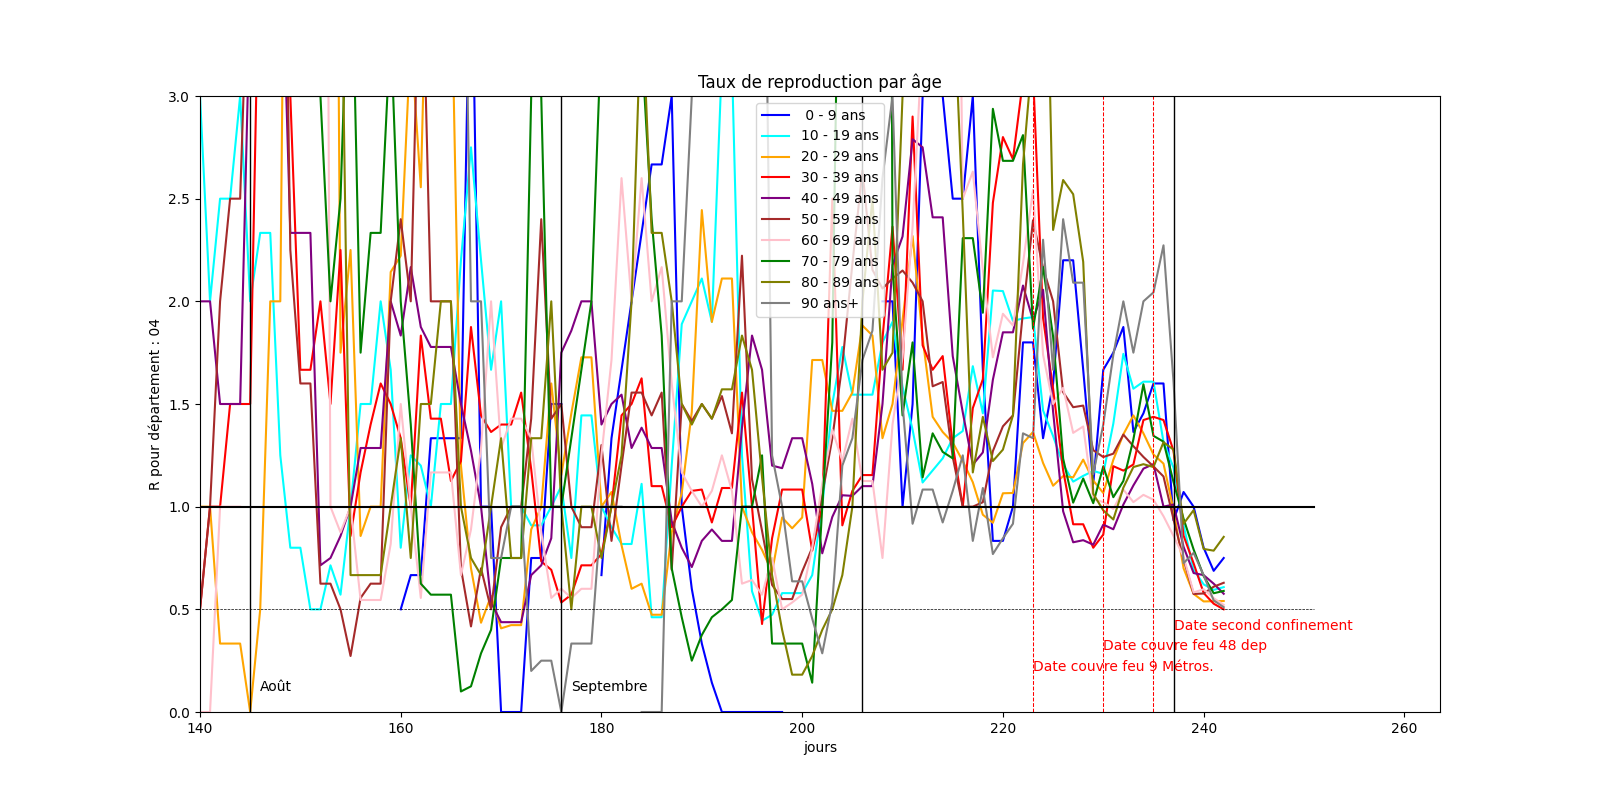 Taux de reproduction par âge
R pour département : 04
3.0
2.5
2.0
1.5
1.0
0.5
0.0
0 - 9 ans
10 - 19 ans
20 - 29 ans
30 - 39 ans
40 - 49 ans
50 - 59 ans
60 - 69 ans
70 - 79 ans
80 - 89 ans
90 ans+
Date second confinement
Date couvre feu 48 dep
Date couvre feu 9 Métros.
Août
Septembre
140 160 180 200 220 240 260
jours